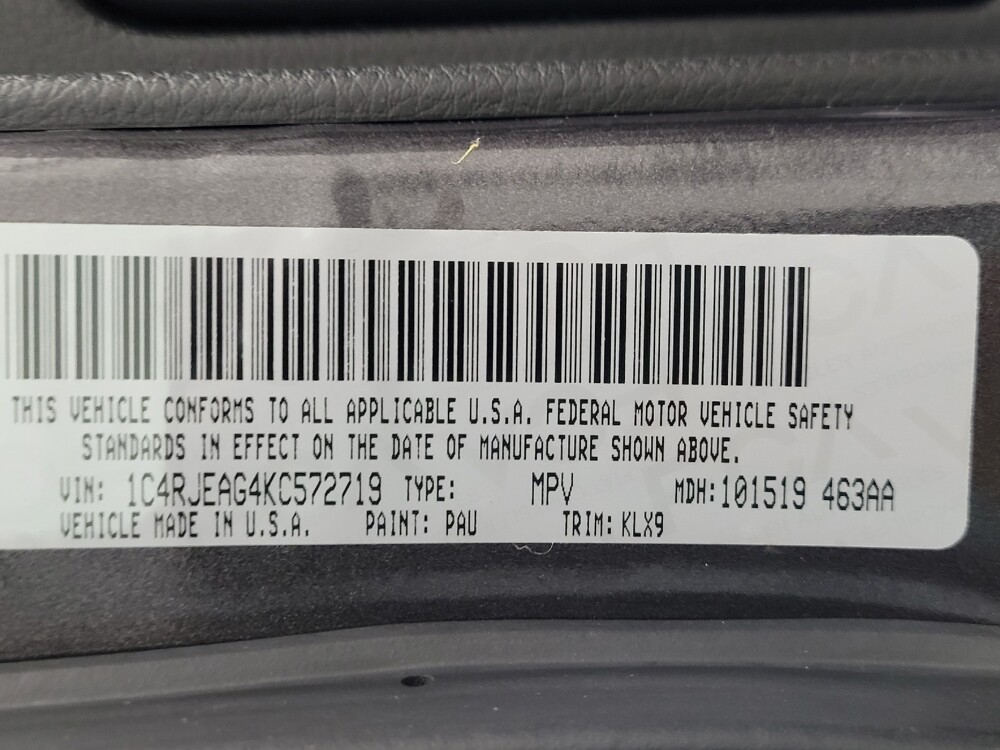 THIS VEHICLE CONFORMS TO ALL APPLICABLE U.S.A. FEDERAL MOTOR VEHICLE SAFETY
STANDARDS IN EFFECT ON THE DATE OF MANUFACTURE SHOWN ABOVE.
VIN: 1C4RJEAG4KC572719 TYPE: MPV MDH:101519 463AA
VEHICLE MADE IN U.S.A. PAINT: PAU TRIM: KLX9